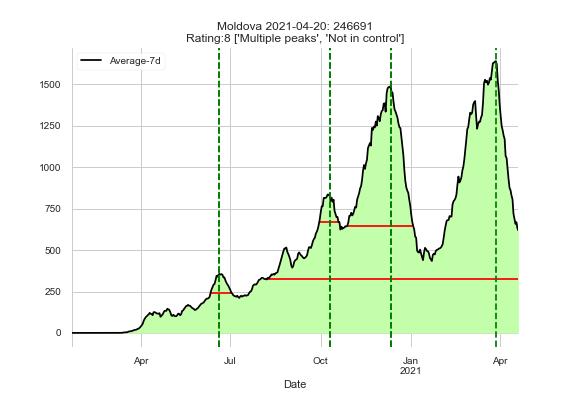 Moldova 2021-04-20: 246691
Rating:8 ['Multiple peaks', 'Not in control']
Average-7d
1500
1250
1000
750
500
250
0
Apr Jul Oct Jan Apr
2021
Date